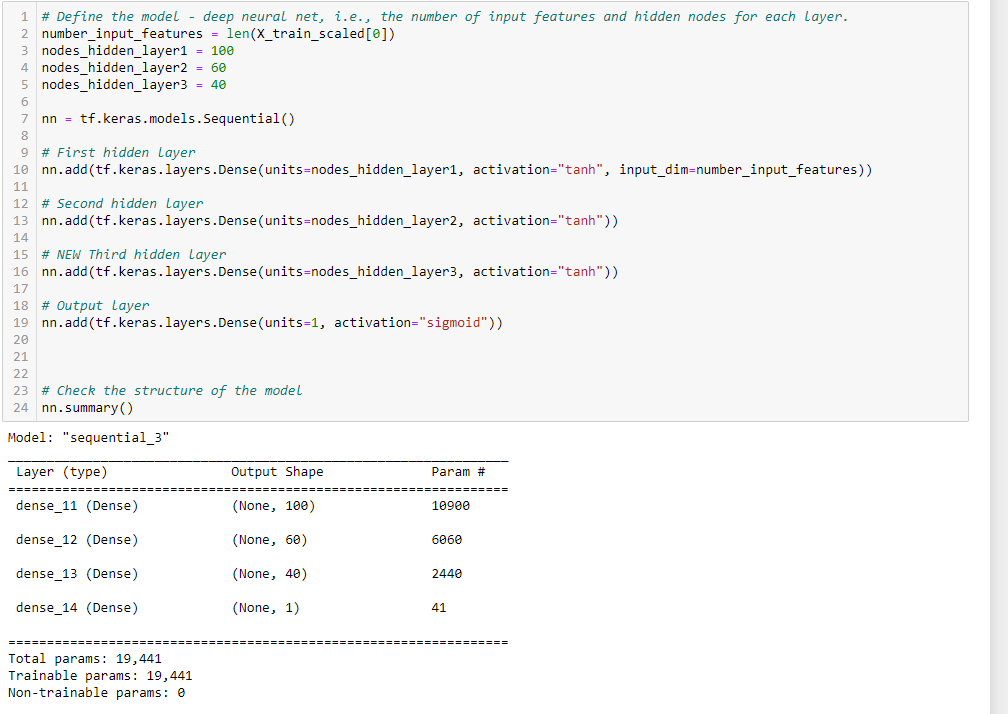 1 # Define the model - deep neural net, i.e., the number of input features and hidden nodes for each layer.
2 number_input_features = len(X_train_scaled[0])
3 nodes_hidden_layer1 = 100
4 nodes_hidden_layer2 = 60
5 nodes_hidden_layer3 = 40
6
7 nn = tf.keras.models.Sequential()
8
9 # First hidden layer
10 nn.add(tf.keras.layers.Dense(units=nodes_hidden_layer1, activation="tanh", input_dim=number_input_features))
11
12 # Second hidden layer
13 nn.add(tf.keras.layers.Dense(units=nodes_hidden_layer2, activation="tanh"))
14
15 # NEW Third hidden layer
16 nn.add(tf.keras.layers.Dense(units=nodes_hidden_layer3, activation="tanh"))
17
18 # Output layer
19 nn.add(tf.keras.layers.Dense(units=1, activation="sigmoid"))
20
21
22
23 # Check the structure of the model
24 nn.summary()
Model: "sequential_3"
_________________________________________________________________
Layer (type) Output Shape Param #
=================================================================
dense_11 (Dense) (None, 100) 10900
dense_12 (Dense) (None, 60) 6060
dense_13 (Dense) (None, 40) 2440
dense_14 (Dense) (None, 1) 41
=================================================================
Total params: 19,441
Trainable params: 19,441
Non-trainable params: 0